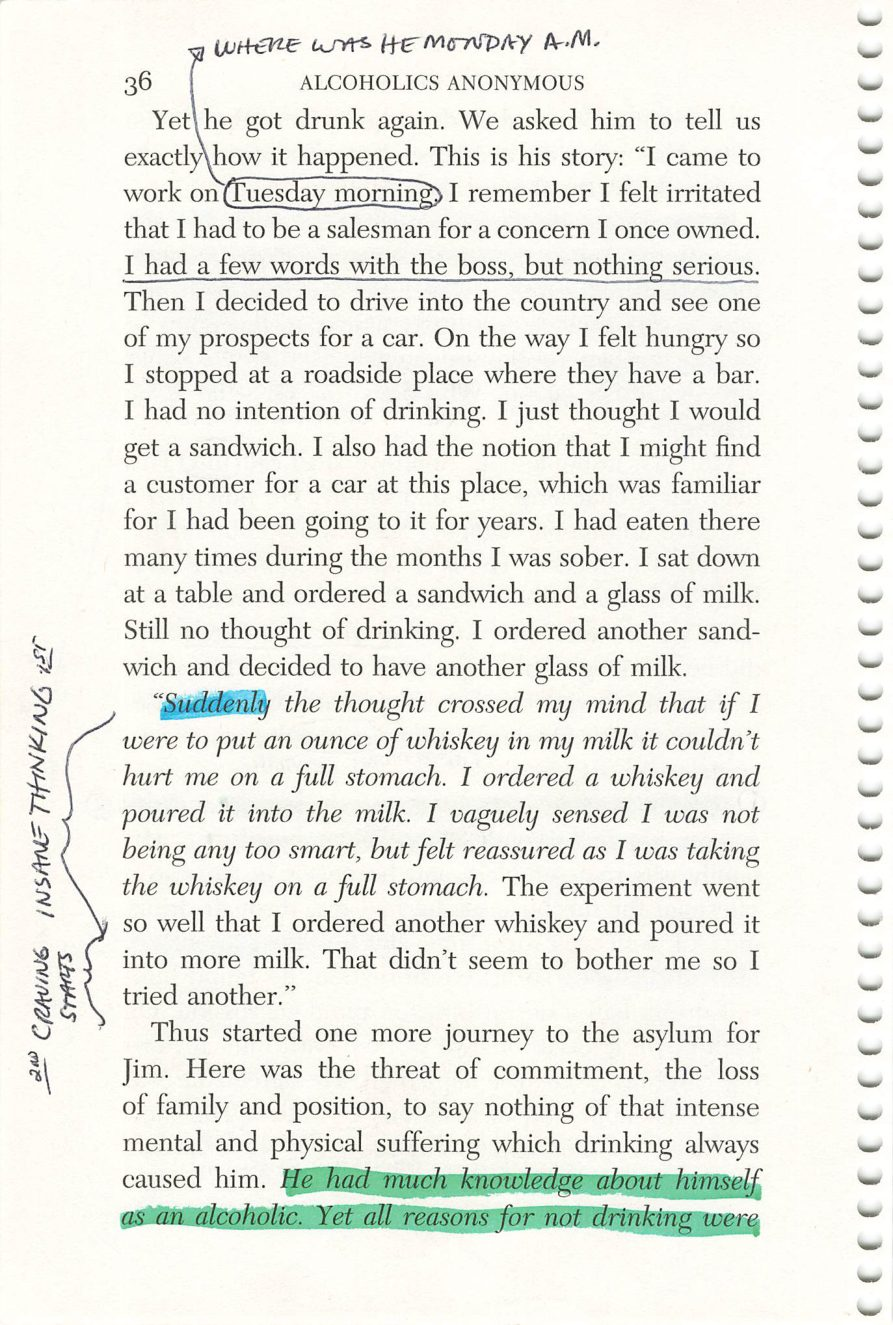 WHERE WAS HE MONDAY A.M.
36 ALCOHOLICS ANONYMOUS
Yet he got drunk again. We asked him to tell us
exactly how it happened. This is his story: “I came to
work on Tuesday morning. I remember I felt irritated
that I had to be a salesman for a concern I once owned.
I had a few words with the boss, but nothing serious.
Then I decided to drive into the country and see one
of my prospects for a car. On the way I felt hungry so
I stopped at a roadside place where they have a bar.
I had no intention of drinking. I just thought I would
get a sandwich. I also had the notion that I might find
a customer for a car at this place, which was familiar
for I had been going to it for years. I had eaten there
many times during the months I was sober. I sat down
at a table and ordered a sandwich and a glass of milk.
Still no thought of drinking. I ordered another sand-
wich and decided to have another glass of milk.
“Suddenly the thought crossed my mind that if I
were to put an ounce of whiskey in my milk it couldn’t
hurt me on a full stomach. I ordered a whiskey and
poured it into the milk. I vaguely sensed I was not
being any too smart, but felt reassured as I was taking
the whiskey on a full stomach. The experiment went
so well that I ordered another whiskey and poured it
into more milk. That didn’t seem to bother me so I
tried another.”
Thus started one more journey to the asylum for
Jim. Here was the threat of commitment, the loss
of family and position, to say nothing of that intense
mental and physical suffering which drinking always
caused him. He had much knowledge about himself
as an alcoholic. Yet all reasons for not drinking were
INSANE THINKING 1ST
2ND CRAVING
STARTS